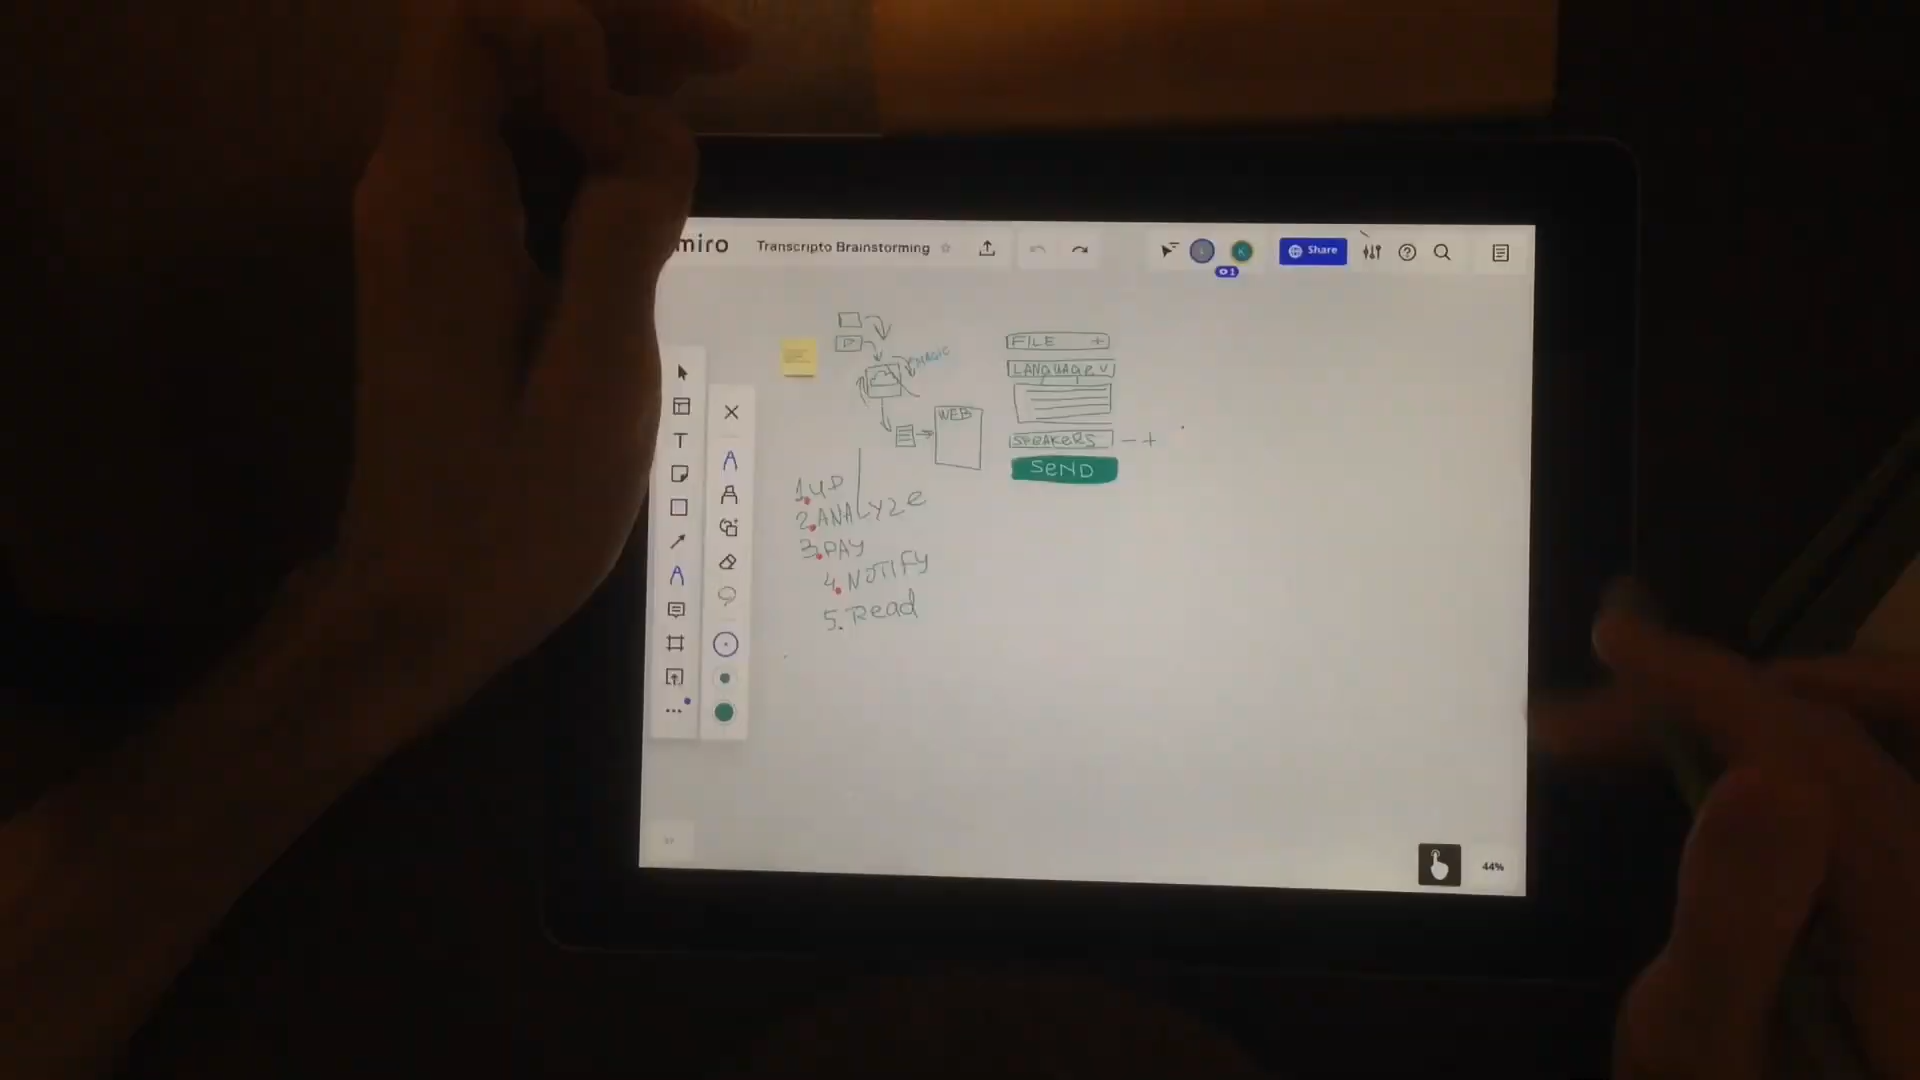 miro Transcripto Brainstorming
Share
1
K
MAGIC
WEB
FILE +
LANGUAGE v
SPEAKERS - +
SEND
1. UP
2. ANALYZE
3. PAY
4. NOTIFY
5. Read
44%